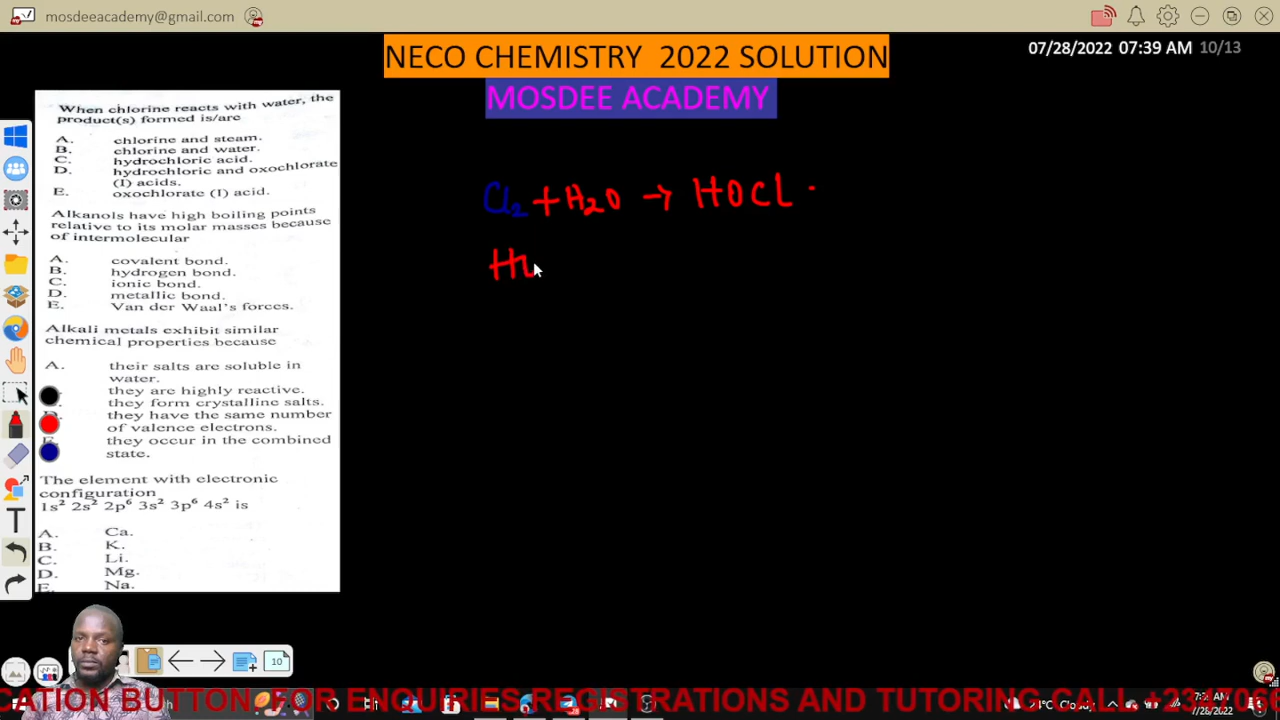 mosdeeacademy@gmail.com
07/28/2022 07:39 AM 10/13
NECO CHEMISTRY 2022 SOLUTION
MOSDEE ACADEMY
When chlorine reacts with water, the
product(s) formed is/are
A. chlorine and steam.
B. chlorine and water.
C. hydrochloric acid.
D. hydrochloric and oxochlorate
(I) acids.
E. oxochlorate (I) acid.
Alkanols have high boiling points
relative to its molar masses because
of intermolecular
A. covalent bond.
B. hydrogen bond.
C. ionic bond.
D. metallic bond.
E. Van der Waal's forces.
Alkali metals exhibit similar
chemical properties because
A. their salts are soluble in
water.
they are highly reactive.
they form crystalline salts.
they have the same number
of valence electrons.
they occur in the combined
state.
The element with electronic
configuration
1s² 2s² 2p⁶ 3s² 3p⁶ 4s² is
A. Ca.
B. K.
C. Li.
D. Mg.
E. Na.
Cl₂ + H₂O → HOCL
T
10
CATION BUTTON. FOR ENQUIRIES REGISTRATIONS AND TUTORING CALL
7/28/2022